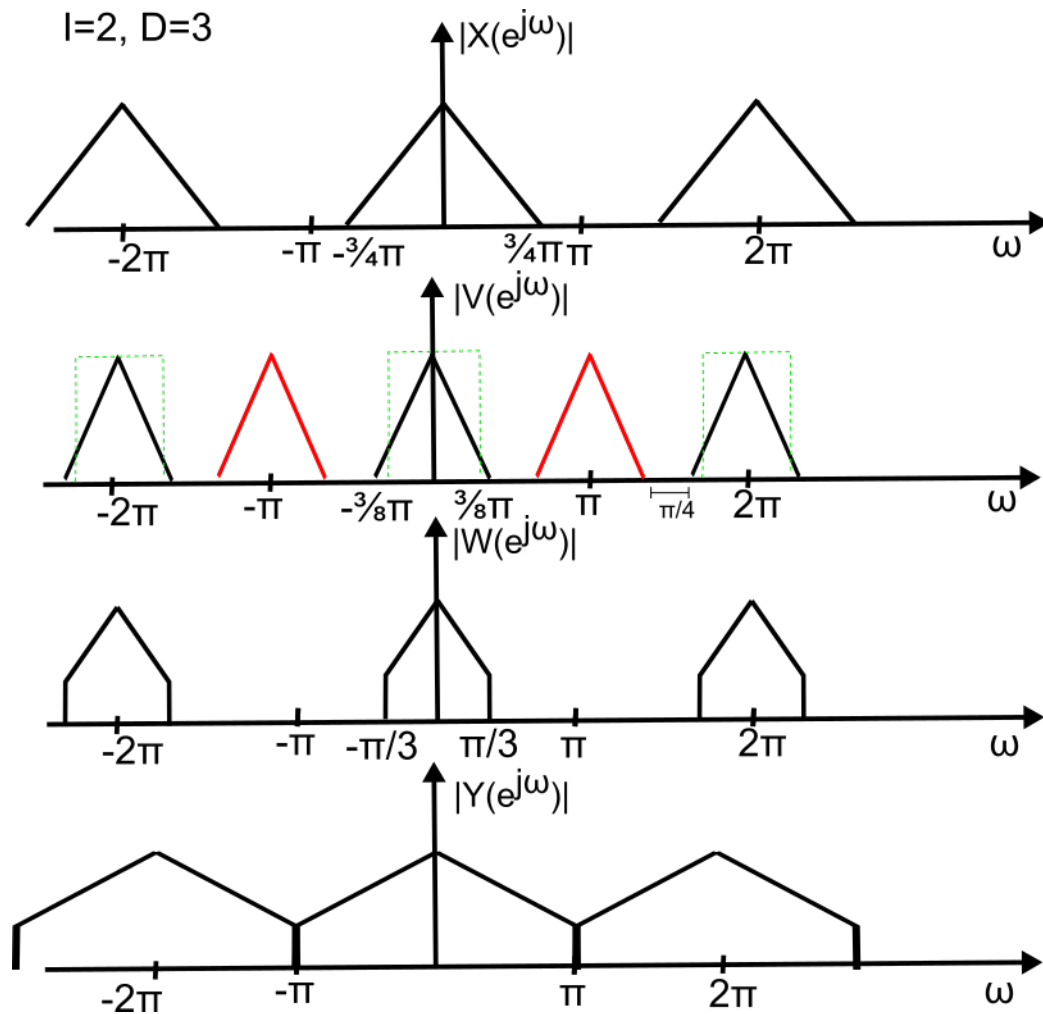 I=2, D=3
|X(e^jω)|
-2π -π -¾π ¾π π 2π ω
|V(e^jω)|
-2π -π -⅜π ⅜π π π/4 2π ω
|W(e^jω)|
-2π -π -π/3 π/3 π 2π ω
|Y(e^jω)|
-2π -π π 2π ω